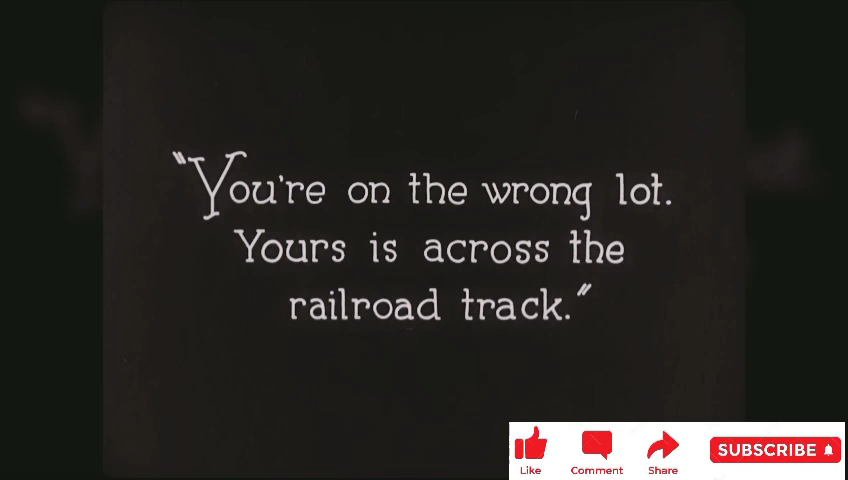 "You're on the wrong lot.
Yours is across the
railroad track."
Like Comment Share SUBSCRIBE